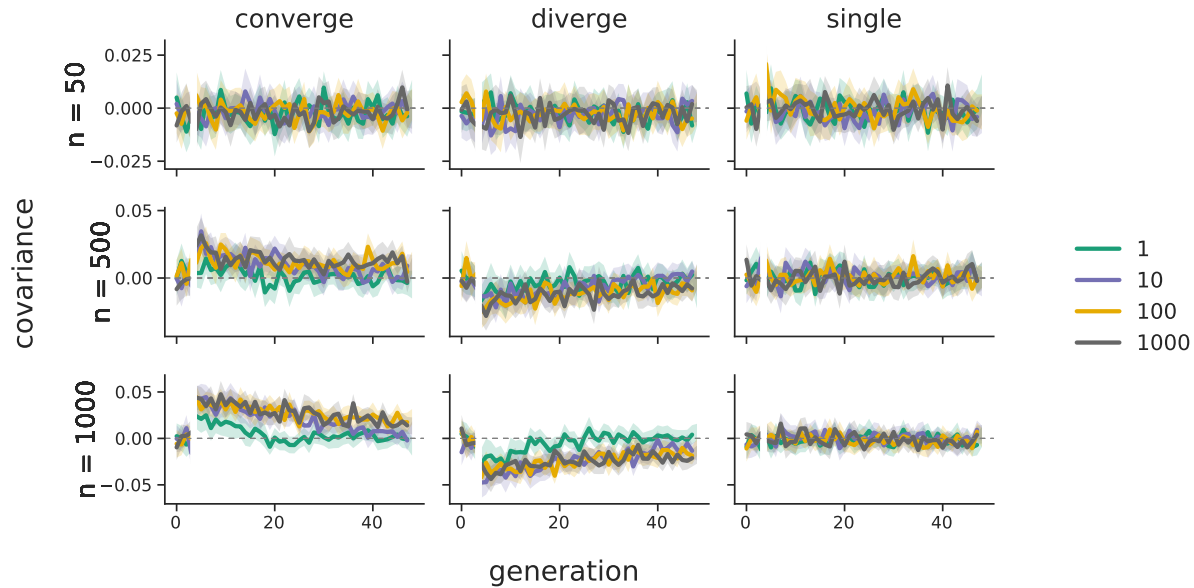 converge
diverge
single
covariance
n = 50
0.025
0.000
−0.025
n = 500
0.05
0.00
n = 1000
0.05
0.00
−0.05
0 20 40
0 20 40
0 20 40
generation
1
10
100
1000